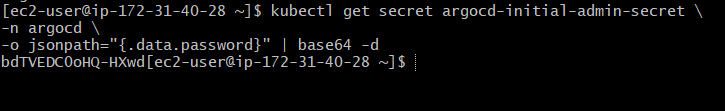 [ec2-user@ip-172-31-40-28 ~]$ kubectl get secret argocd-initial-admin-secret \
-n argocd \
-o jsonpath="{.data.password}" | base64 -d
bdTVEDCOoHQ-HXwd[ec2-user@ip-172-31-40-28 ~]$